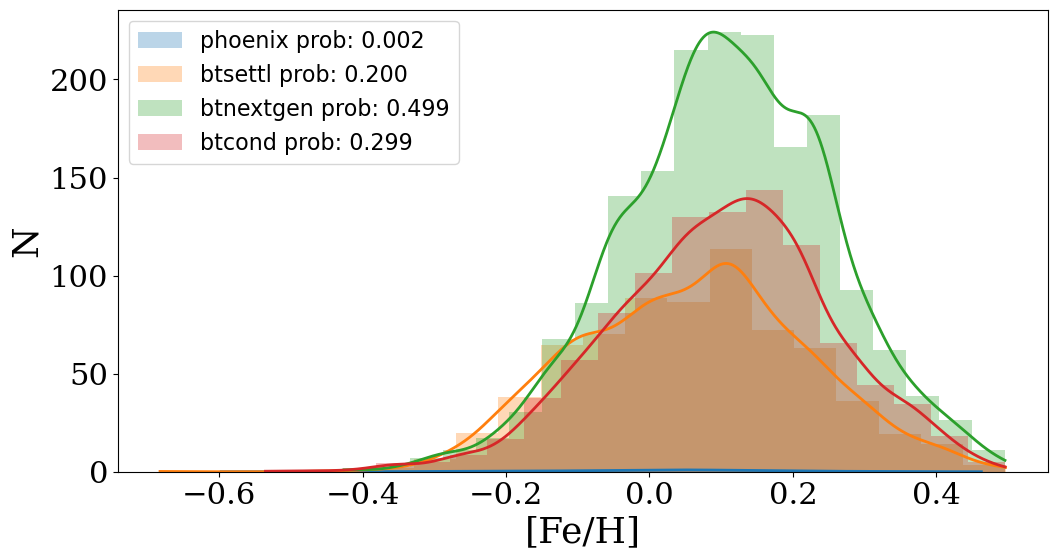 phoenix prob: 0.002
btsettl prob: 0.200
btnextgen prob: 0.499
btcond prob: 0.299
200
150
100
50
0
N
−0.6 −0.4 −0.2 0.0 0.2 0.4
[Fe/H]